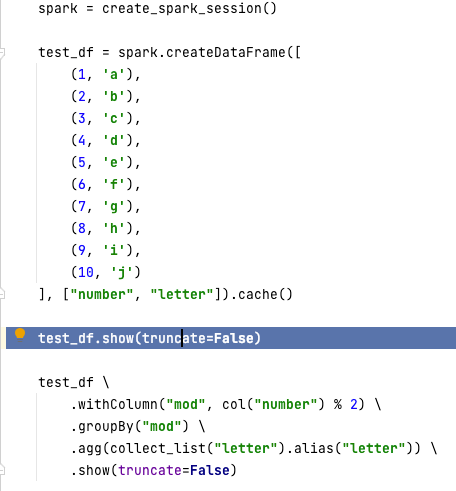 spark = create_spark_session()
test_df = spark.createDataFrame([
(1, 'a'),
(2, 'b'),
(3, 'c'),
(4, 'd'),
(5, 'e'),
(6, 'f'),
(7, 'g'),
(8, 'h'),
(9, 'i'),
(10, 'j')
], ["number", "letter"]).cache()
test_df.show(truncate=False)
test_df \
.withColumn("mod", col("number") % 2) \
.groupBy("mod") \
.agg(collect_list("letter").alias("letter")) \
.show(truncate=False)